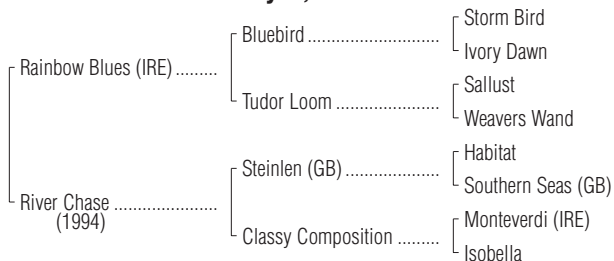 Storm Bird
Bluebird ..............................
Ivory Dawn
Rainbow Blues (IRE) .........
Sallust
Tudor Loom ........................
Weavers Wand
Habitat
Steinlen (GB) .....................
Southern Seas (GB)
River Chase .......................
(1994)
Monteverdi (IRE)
Classy Composition .........
Isobella